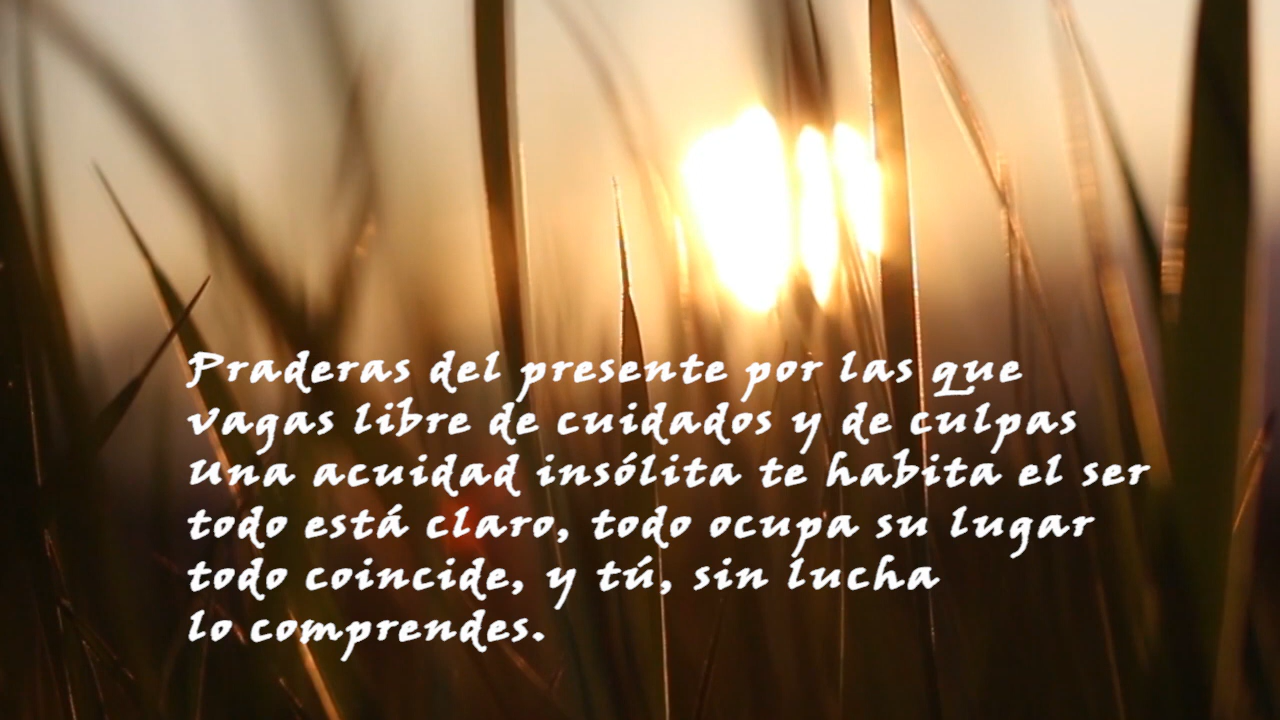 Praderas del presente por las que
vagas libre de cuidados y de culpas
Una acuidad insólita te habita el ser
todo está claro, todo ocupa su lugar
todo coincide, y tú, sin lucha
lo comprendes.